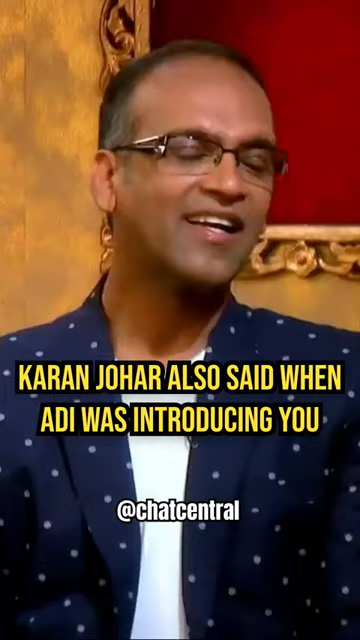 KARAN JOHAR ALSO SAID WHEN
ADI WAS INTRODUCING YOU
@chatcentral